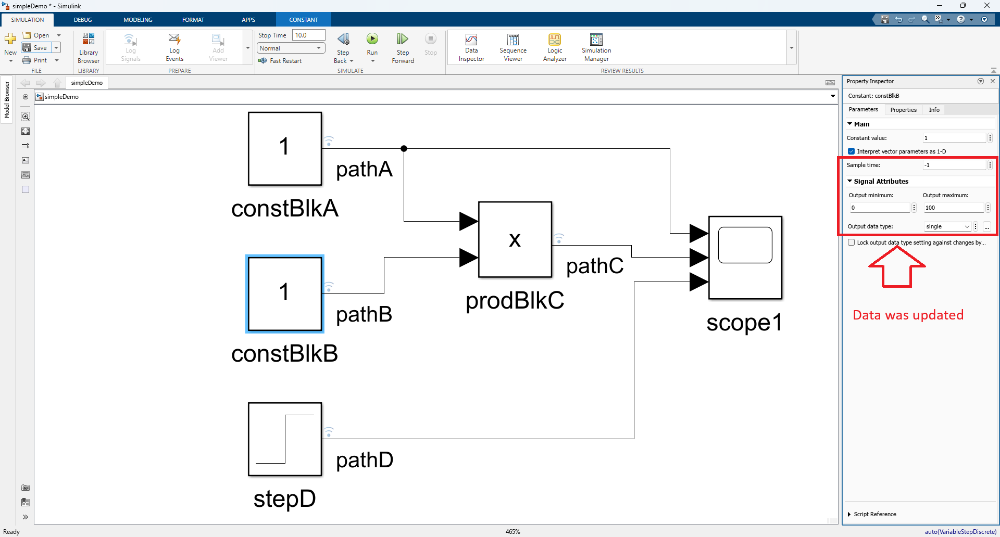 simpleDemo * - Simulink
SIMULATION DEBUG MODELING FORMAT APPS CONSTANT
New
Open
Save
Print
FILE
Library Browser
LIBRARY
Log Signals
Log Events
Add Viewer
PREPARE
Stop Time 10.0
Normal
Fast Restart
Step Back
Run
Step Forward
Stop
SIMULATE
Data Inspector
Sequence Viewer
Logic Analyzer
Simulation Manager
REVIEW RESULTS
Model Browser
simpleDemo
simpleDemo
1
pathA
constBlkA
1
pathB
constBlkB
x
pathC
prodBlkC
scope1
pathD
stepD
Property Inspector
Constant: constBlkB
Parameters Properties Info
Main
Constant value: 1
Interpret vector parameters as 1-D
Sample time: -1
Signal Attributes
Output minimum: Output maximum:
0 100
Output data type: single ...
Lock output data type setting against changes by...
Data was updated
Script Reference
Ready 465% auto(VariableStepDiscrete)